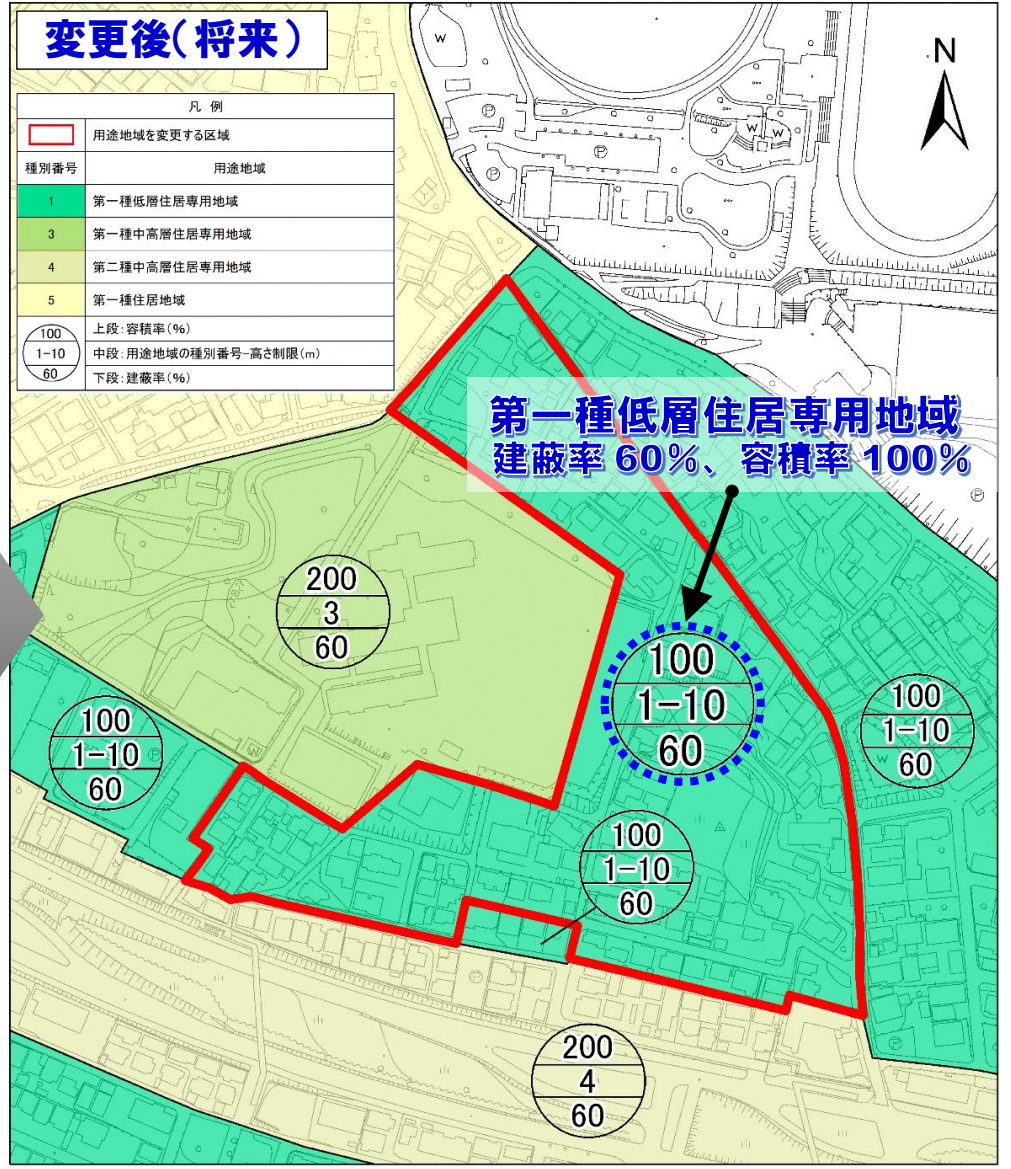 変更後(将来)
N
凡 例
用途地域を変更する区域
種別番号 用途地域
1 第一種低層住居専用地域
3 第一種中高層住居専用地域
4 第二種中高層住居専用地域
5 第一種住居地域
100
1-10
60
上段:容積率(%)
中段:用途地域の種別番号-高さ制限(m)
下段:建蔽率(%)
W
P
W
W
P
P
第一種低層住居専用地域
建蔽率 60%、容積率 100%
P
200
3
60
100
1-10
60
100
1-10
60
W
100
1-10
60
P
W
100
1-10
60
P
200
4
60